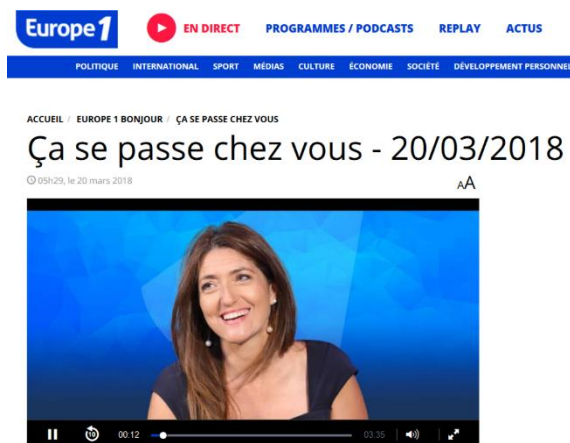 Europe 1 EN DIRECT PROGRAMMES / PODCASTS REPLAY ACTUS
POLITIQUE INTERNATIONAL SPORT MÉDIAS CULTURE ÉCONOMIE SOCIÉTÉ DÉVELOPPEMENT PERSONNEL
ACCUEIL / EUROPE 1 BONJOUR / ÇA SE PASSE CHEZ VOUS
Ça se passe chez vous - 20/03/2018
05h29, le 20 mars 2018 AA
10 00:12 03:35